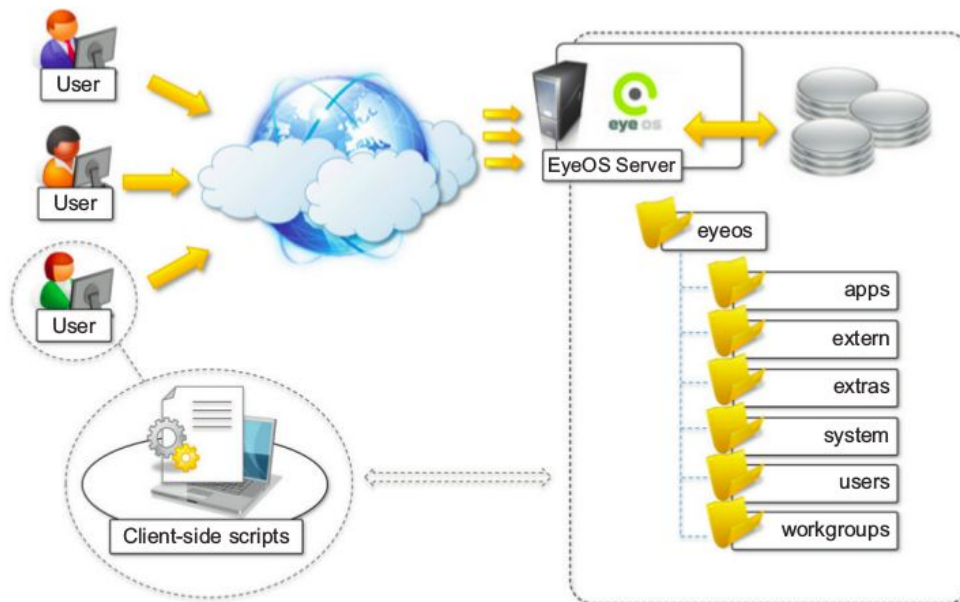 User
User
User
eye os
EyeOS Server
eyeos
apps
extern
extras
system
users
workgroups
Client-side scripts